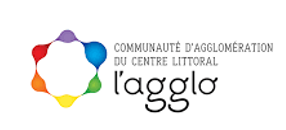 COMMUNAUTÉ D'AGGLOMÉRATION
DU CENTRE LITTORAL
l'agglo